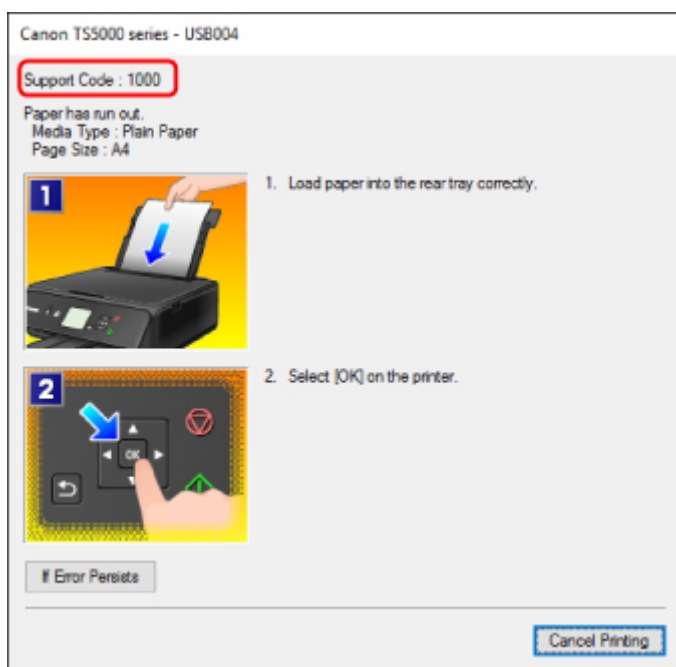 Canon TS5000 series - USB004
Support Code : 1000
Paper has run out.
Media Type : Plain Paper
Page Size : A4
1
1. Load paper into the rear tray correctly.
2
2. Select [OK] on the printer.
OK
If Error Persists
Cancel Printing